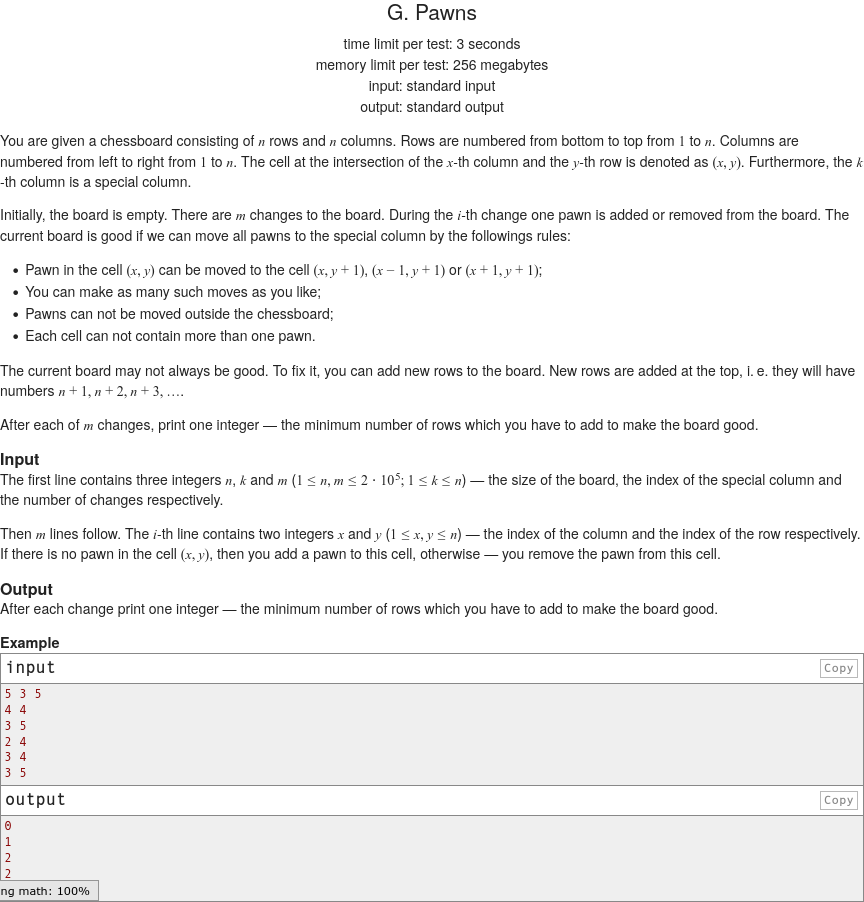 G. Pawns
time limit per test: 3 seconds
memory limit per test: 256 megabytes
input: standard input
output: standard output
You are given a chessboard consisting of n rows and n columns. Rows are numbered from bottom to top from 1 to n. Columns are
numbered from left to right from 1 to n. The cell at the intersection of the x-th column and the y-th row is denoted as (x, y). Furthermore, the k
-th column is a special column.
Initially, the board is empty. There are m changes to the board. During the i-th change one pawn is added or removed from the board. The
current board is good if we can move all pawns to the special column by the followings rules:
• Pawn in the cell (x, y) can be moved to the cell (x, y + 1), (x − 1, y + 1) or (x + 1, y + 1);
• You can make as many such moves as you like;
• Pawns can not be moved outside the chessboard;
• Each cell can not contain more than one pawn.
The current board may not always be good. To fix it, you can add new rows to the board. New rows are added at the top, i. e. they will have
numbers n + 1, n + 2, n + 3, ….
After each of m changes, print one integer — the minimum number of rows which you have to add to make the board good.
Input
The first line contains three integers n, k and m (1 ≤ n, m ≤ 2 · 10⁵; 1 ≤ k ≤ n) — the size of the board, the index of the special column and
the number of changes respectively.
Then m lines follow. The i-th line contains two integers x and y (1 ≤ x, y ≤ n) — the index of the column and the index of the row respectively.
If there is no pawn in the cell (x, y), then you add a pawn to this cell, otherwise — you remove the pawn from this cell.
Output
After each change print one integer — the minimum number of rows which you have to add to make the board good.
Example
input Copy
5 3 5
4 4
3 5
2 4
3 4
3 5
output Copy
0
1
2
2
ng math: 100%